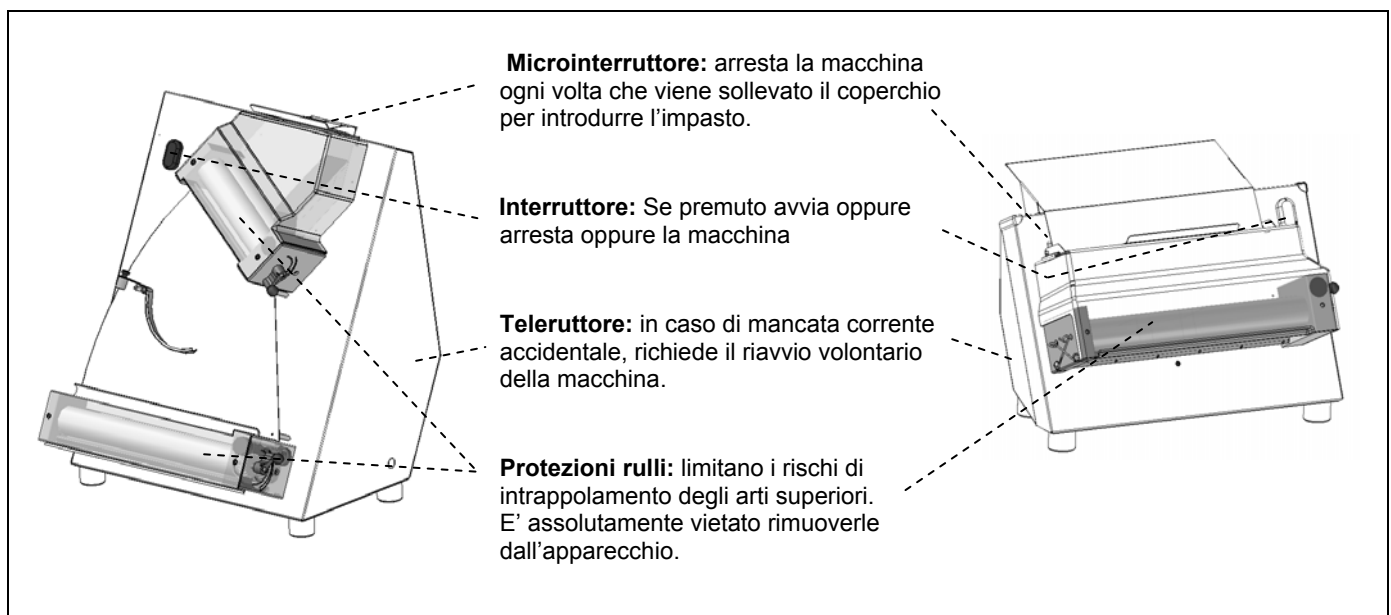 Microinterruttore: arresta la macchina
ogni volta che viene sollevato il coperchio
per introdurre l’impasto.
Interruttore: Se premuto avvia oppure
arresta oppure la macchina
Teleruttore: in caso di mancata corrente
accidentale, richiede il riavvio volontario
della macchina.
Protezioni rulli: limitano i rischi di
intrappolamento degli arti superiori.
E’ assolutamente vietato rimuoverle
dall’apparecchio.